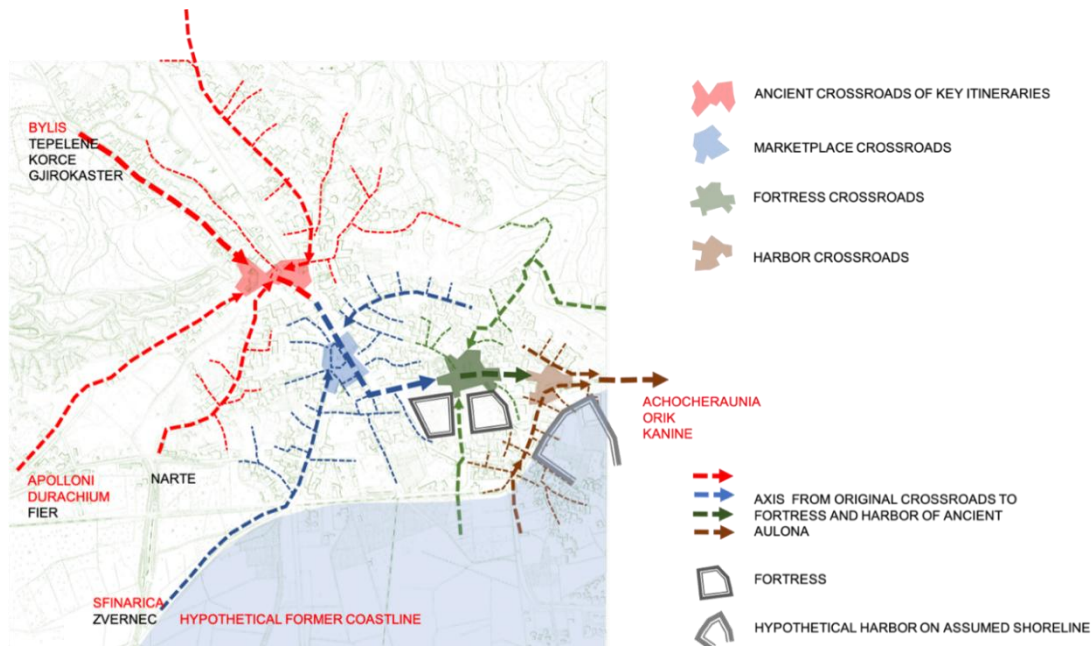 BYLIS
TEPELENE
KORCE
GJIROKASTER
APOLLONI
DURACHIUM
FIER
NARTE
SFINARICA
ZVERNEC
HYPOTHETICAL FORMER COASTLINE
ACHOCHERAUNIA
ORIK
KANINE
ANCIENT CROSSROADS OF KEY ITINERARIES
MARKETPLACE CROSSROADS
FORTRESS CROSSROADS
HARBOR CROSSROADS
AXIS FROM ORIGINAL CROSSROADS TO
FORTRESS AND HARBOR OF ANCIENT
AULONA
FORTRESS
HYPOTHETICAL HARBOR ON ASSUMED SHORELINE